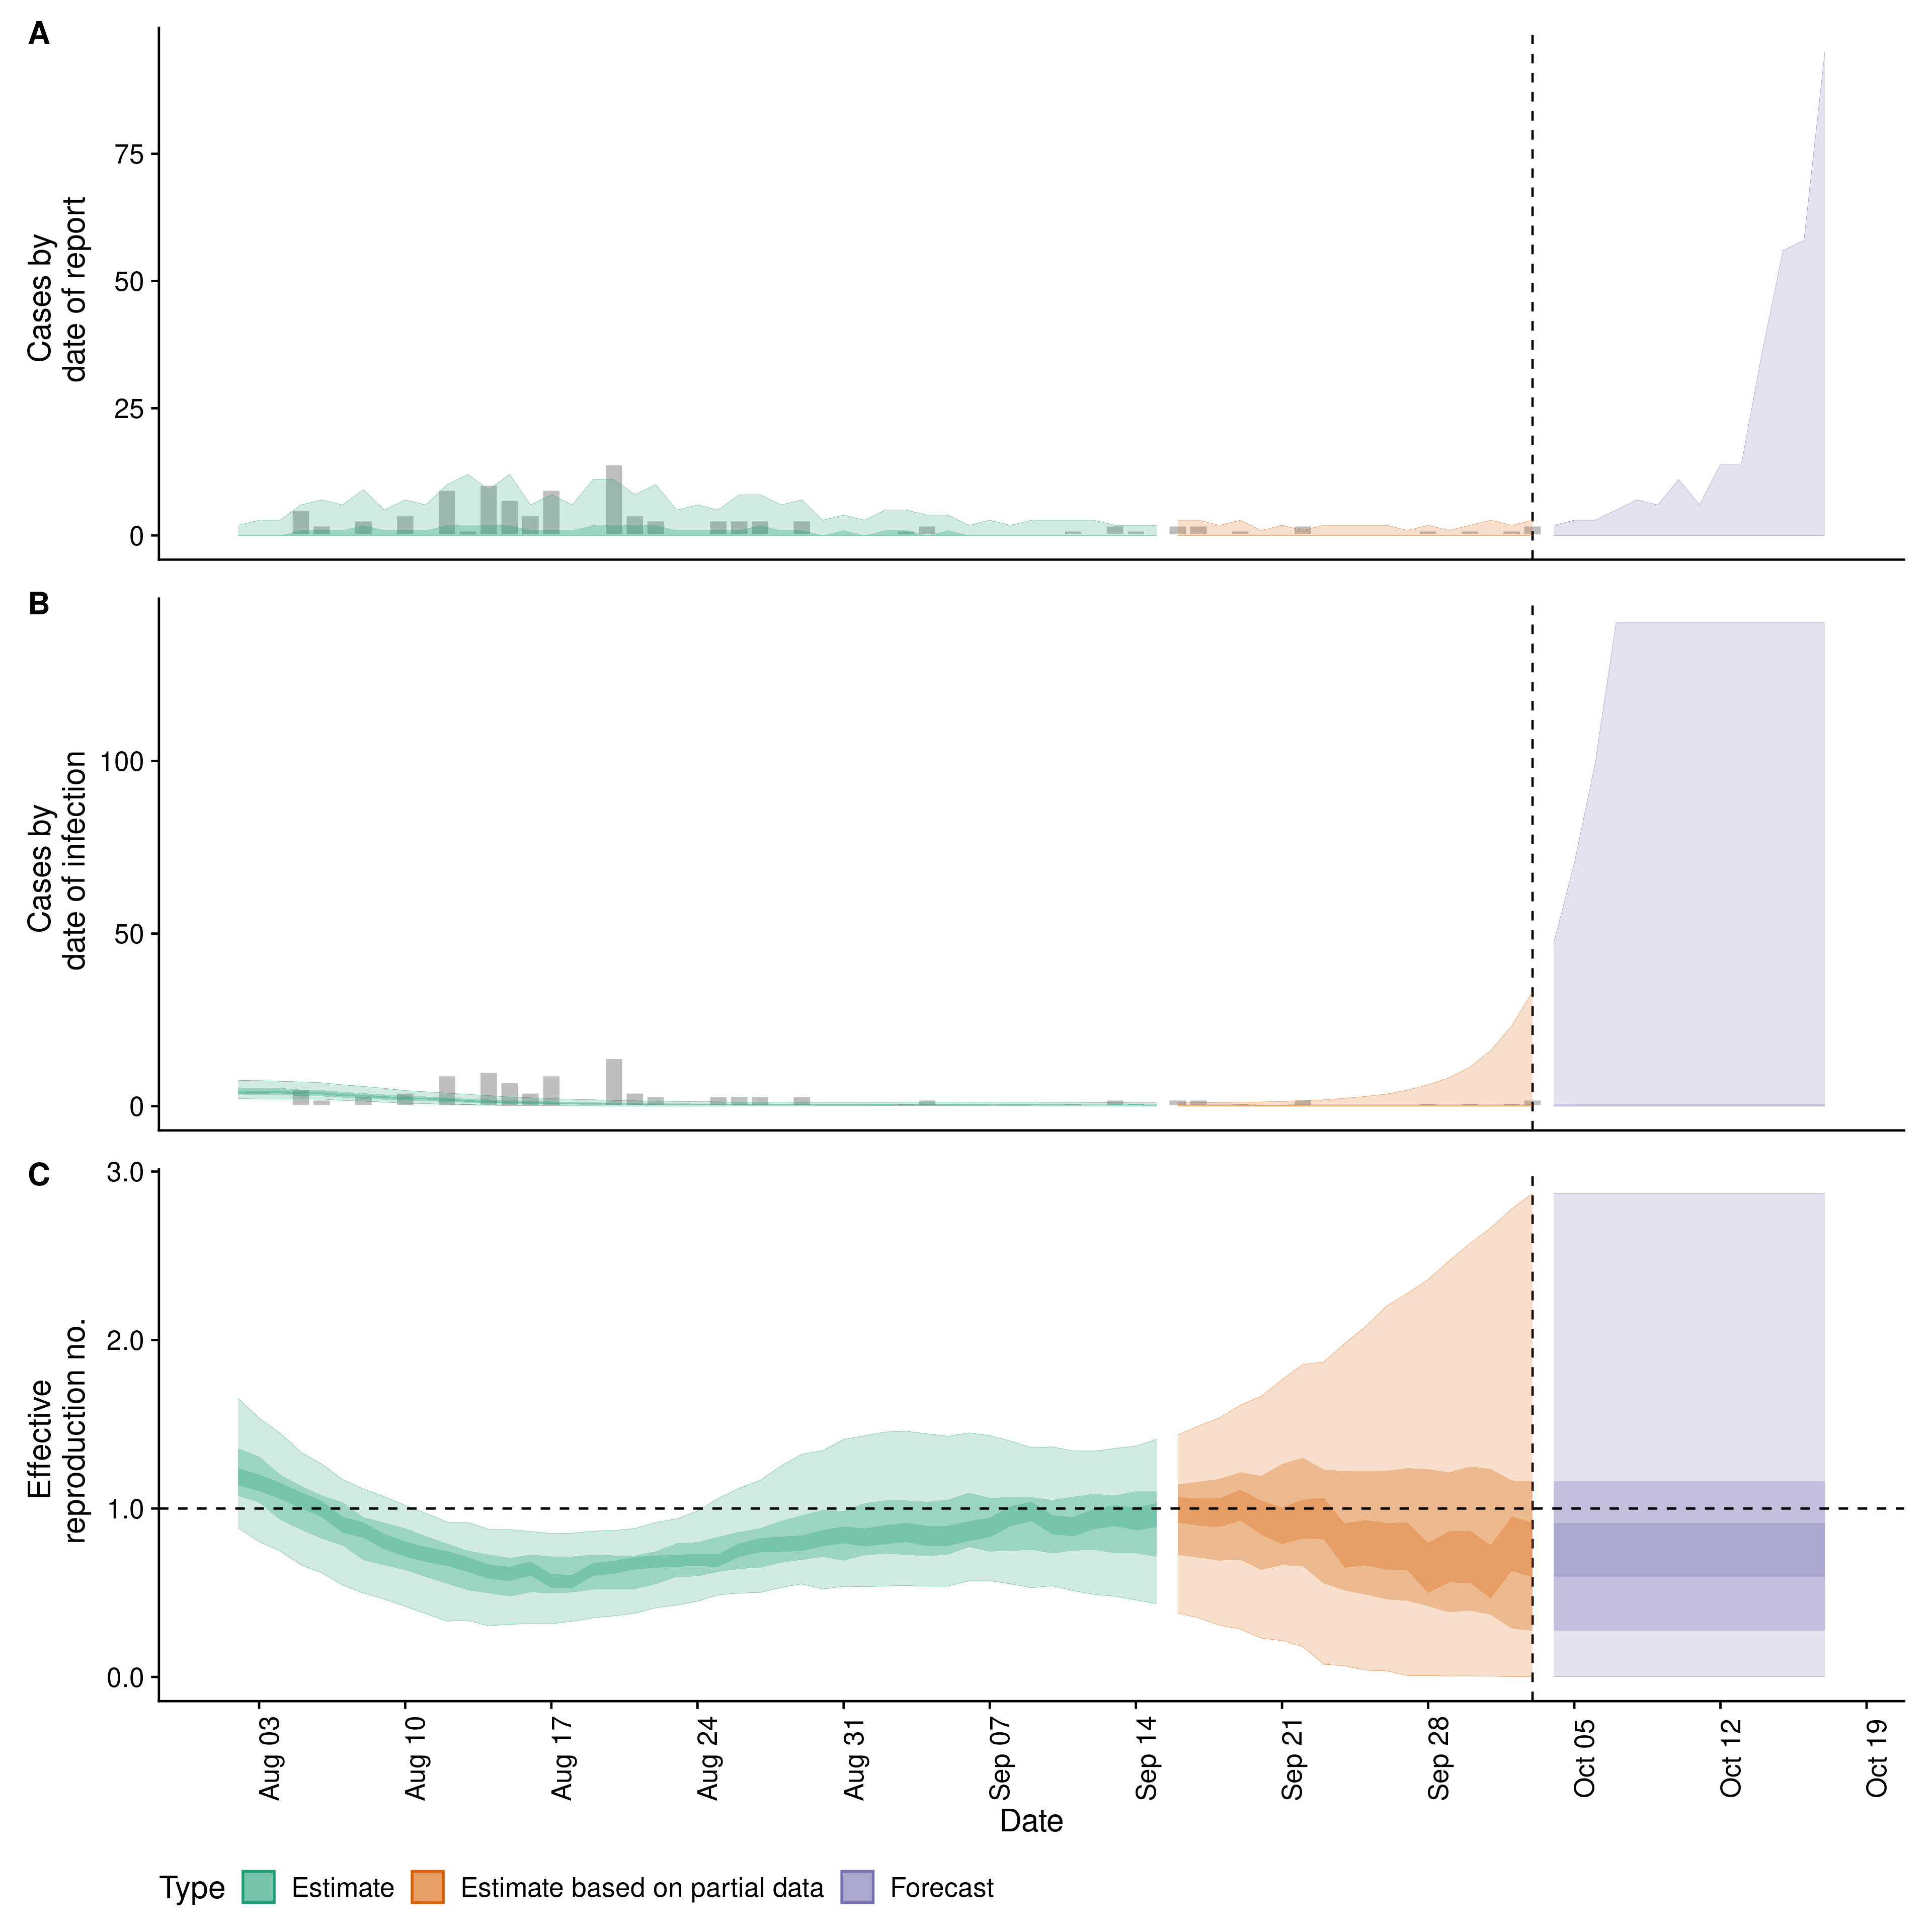 A
Cases by
date of report
75
50
25
0
B
Cases by
date of infection
100
50
0
C
Effective
reproduction no.
3.0
2.0
1.0
0.0
Aug 03
Aug 10
Aug 17
Aug 24
Aug 31
Sep 07
Sep 14
Sep 21
Sep 28
Oct 05
Oct 12
Oct 19
Date
Type Estimate Estimate based on partial data Forecast